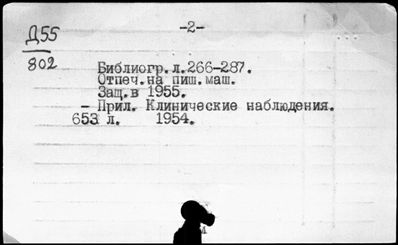 -2-
Д55
802
Библиогр.л.266-287.
Отпеч.на пиш.маш.
Защ.в 1955.
- Прил. Клинические наблюдения.
653 л. 1954.